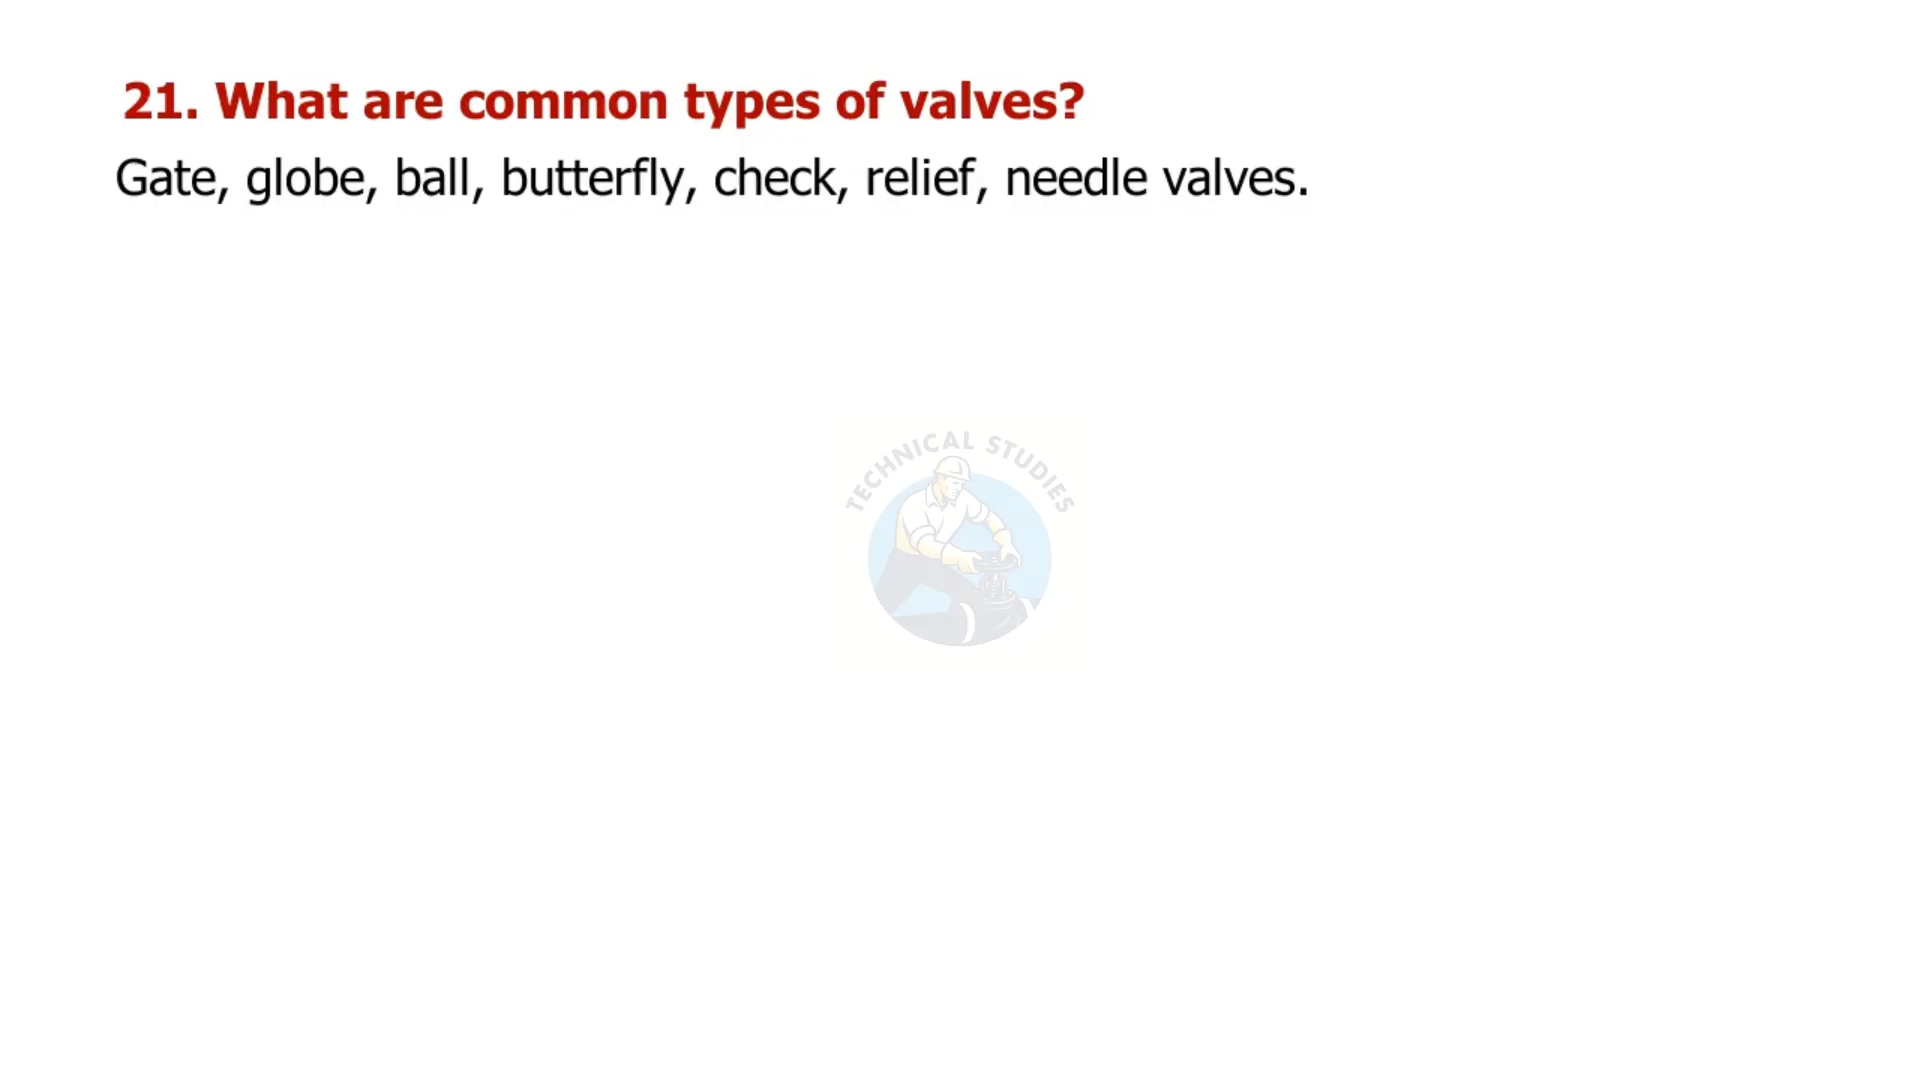 21. What are common types of valves?
Gate, globe, ball, butterfly, check, relief, needle valves.
TECHNICAL STUDIES